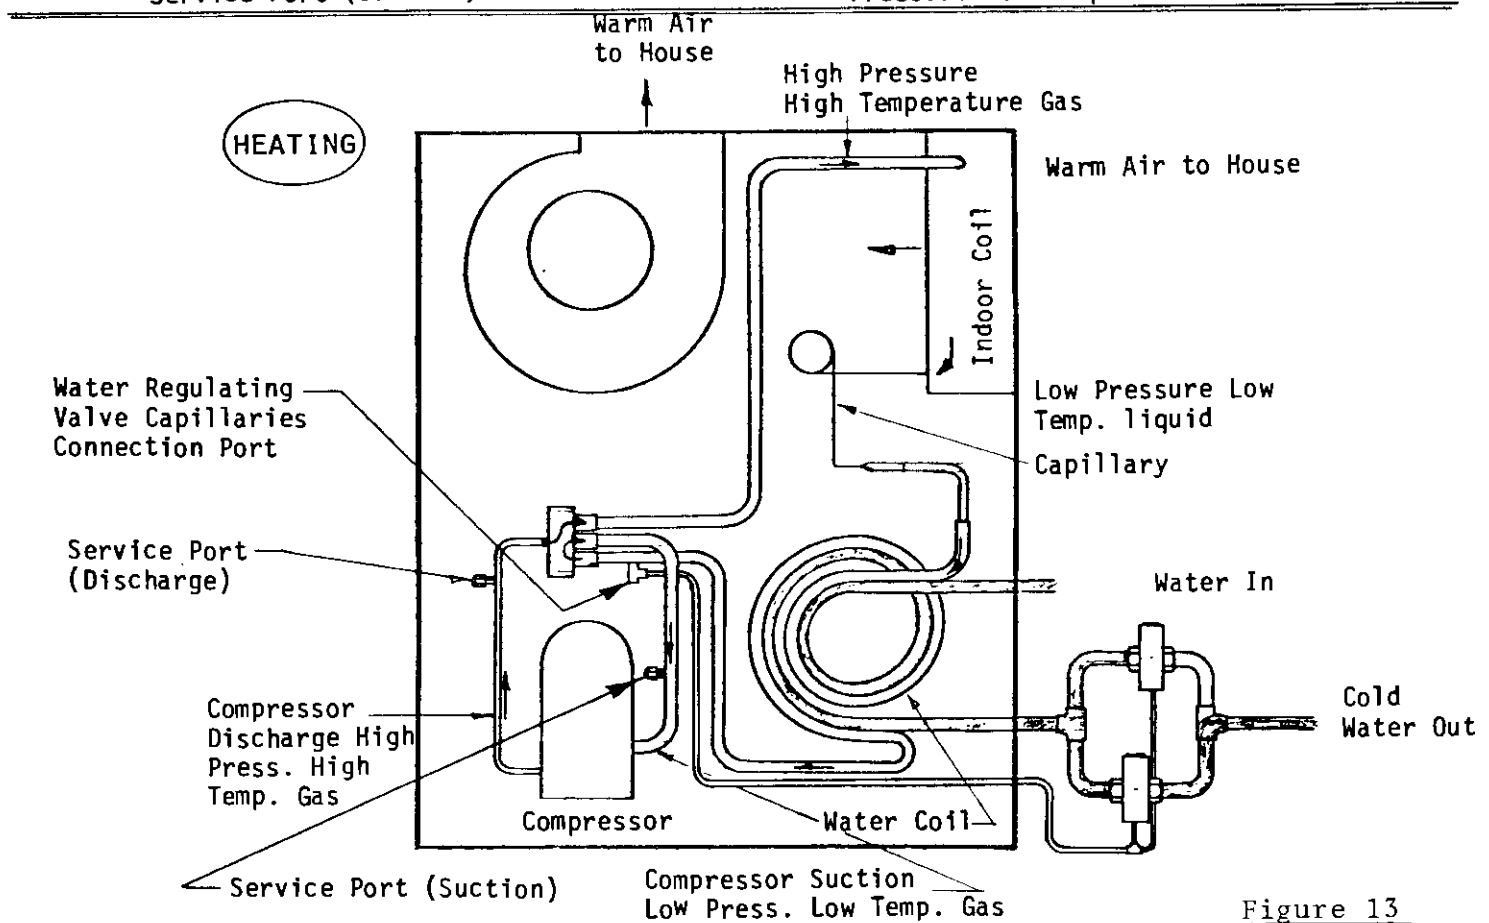 Service Port
Warm Air
to House
High Pressure
High Temperature Gas
HEATING
Warm Air to House
Indoor Coil
Water Regulating
Valve Capillaries
Connection Port
Low Pressure Low
Temp. liquid
Capillary
Service Port
(Discharge)
Water In
Compressor
Discharge High
Press. High
Temp. Gas
Cold
Water Out
Compressor
Water Coil
Service Port (Suction)
Compressor Suction
Low Press. Low Temp. Gas
Figure 13